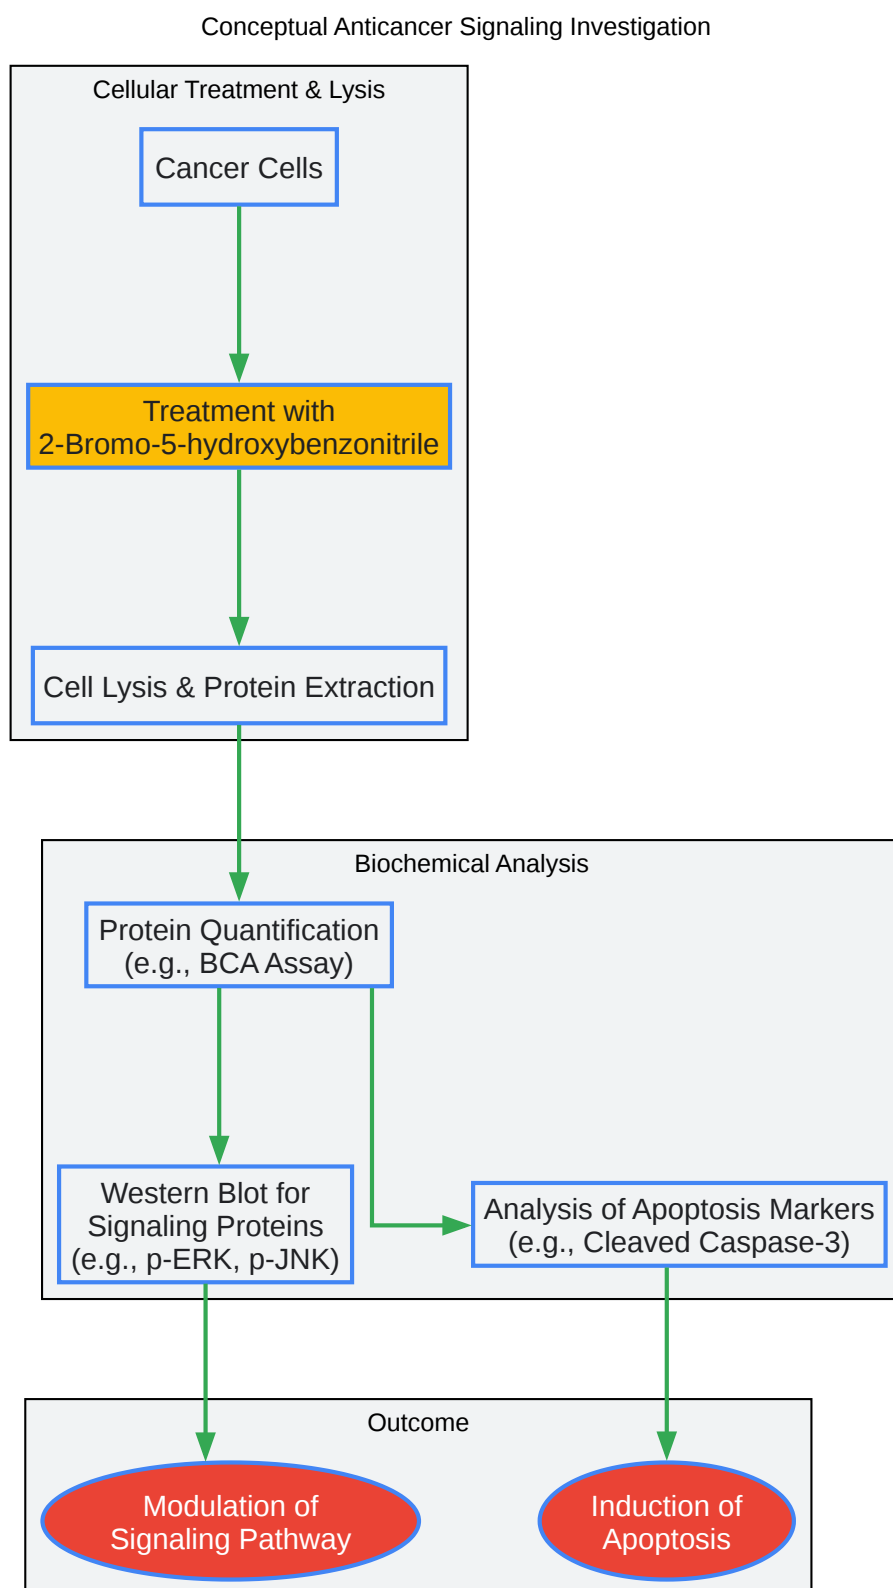 Conceptual Anticancer Signaling Investigation
Cellular Treatment & Lysis
Cancer Cells
Treatment with
2-Bromo-5-hydroxybenzonitrile
Cell Lysis & Protein Extraction
Biochemical Analysis
Protein Quantification
(e.g., BCA Assay)
Western Blot for
Signaling Proteins
(e.g., p-ERK, p-JNK)
Analysis of Apoptosis Markers
(e.g., Cleaved Caspase-3)
Outcome
Modulation of
Signaling Pathway
Induction of
Apoptosis